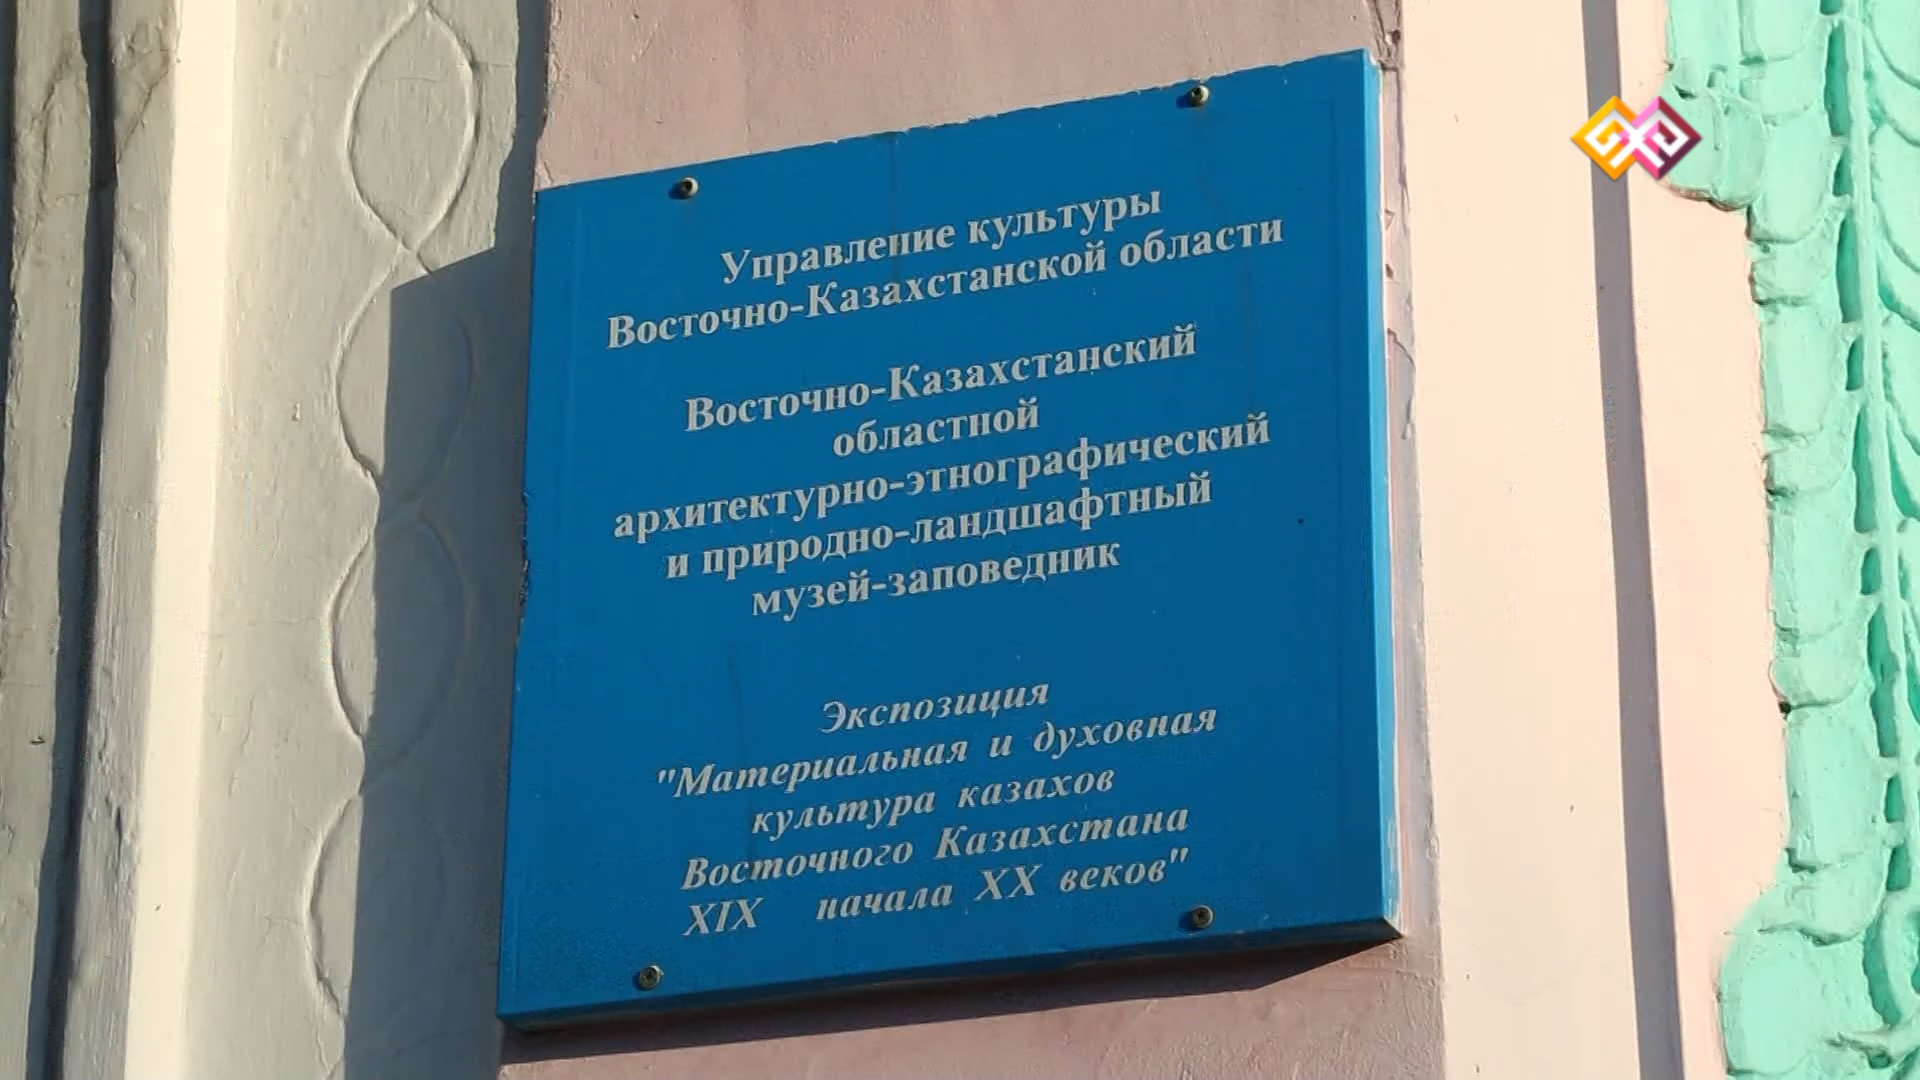 Управление культуры
Восточно-Казахстанской области
Восточно-Казахстанский
областной
архитектурно-этнографический
и природно-ландшафтный
музей-заповедник
Экспозиция
"Материальная и духовная
культура казахов
Восточного Казахстана
XIX начала XX веков"